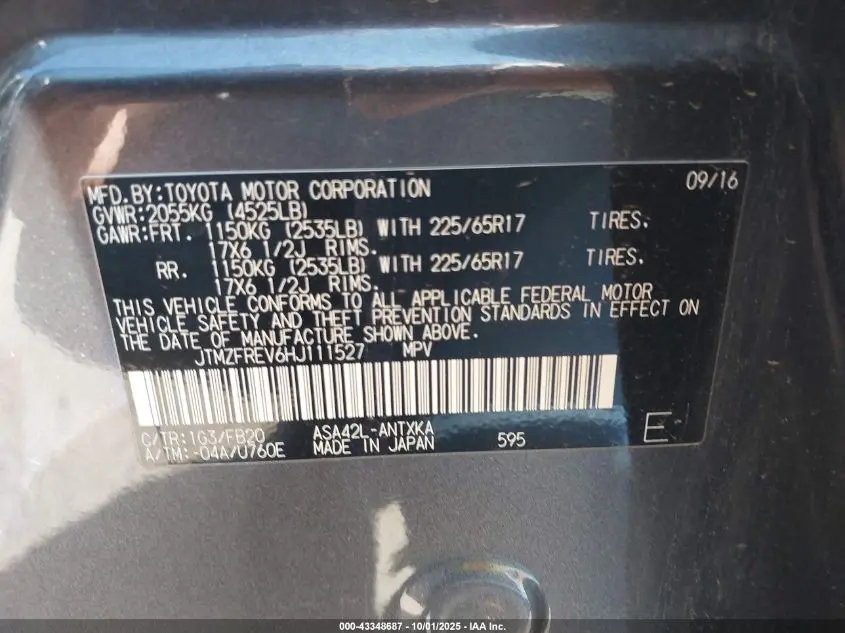 MFD.BY:TOYOTA MOTOR CORPORATION 09/16
GVWR:2055KG (4525LB)
GAWR:FRT. 1150KG (2535LB) WITH 225/65R17 TIRES.
17X6 1/2J RIMS.
RR. 1150KG (2535LB) WITH 225/65R17 TIRES.
17X6 1/2J RIMS.
THIS VEHICLE CONFORMS TO ALL APPLICABLE FEDERAL MOTOR
VEHICLE SAFETY AND THEFT PREVENTION STANDARDS IN EFFECT ON
THE DATE OF MANUFACTURE SHOWN ABOVE.
JTMZFREV6HJ111527 MPV
C/TR:1G3/FB20 ASA42L-ANTXKA
A/TM:-04A/U760E MADE IN JAPAN 595 E
000-43348687 - 10/01/2025 - IAA Inc.